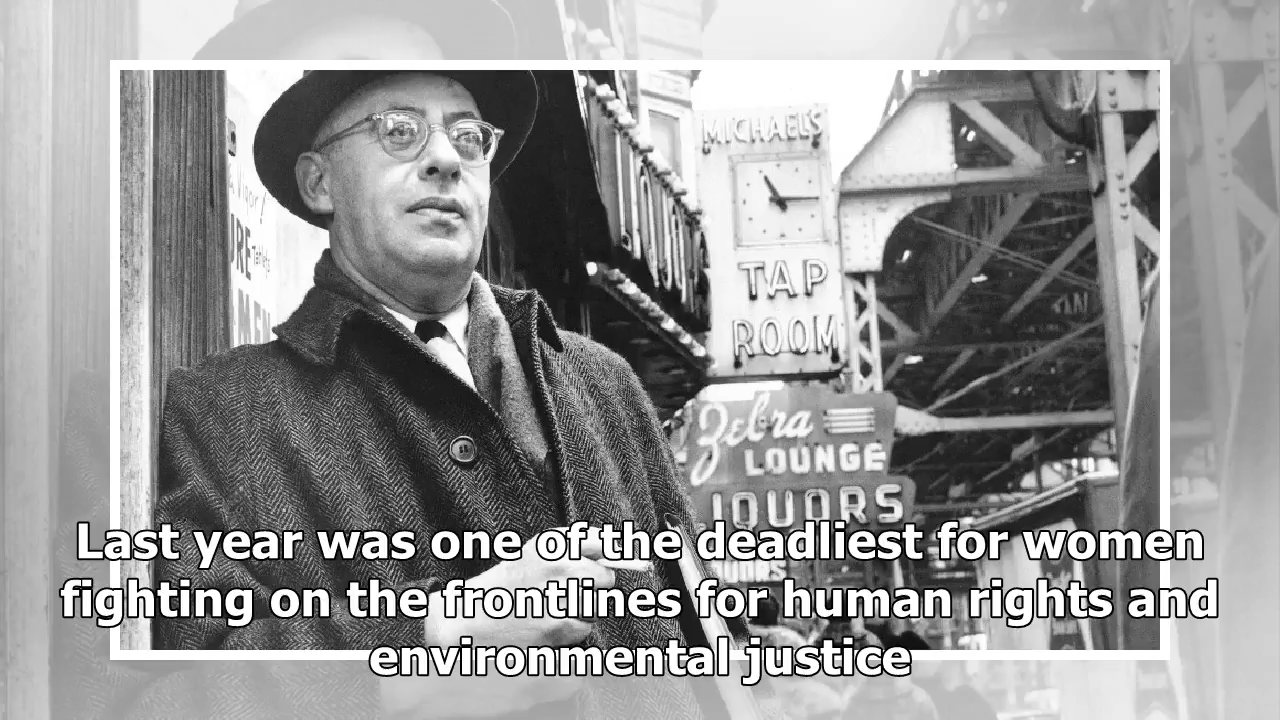 MICHAEL'S
TAP
ROOM
Zebra
LOUNGE
LIQUORS
Last year was one of the deadliest for women
fighting on the frontlines for human rights and
environmental justice